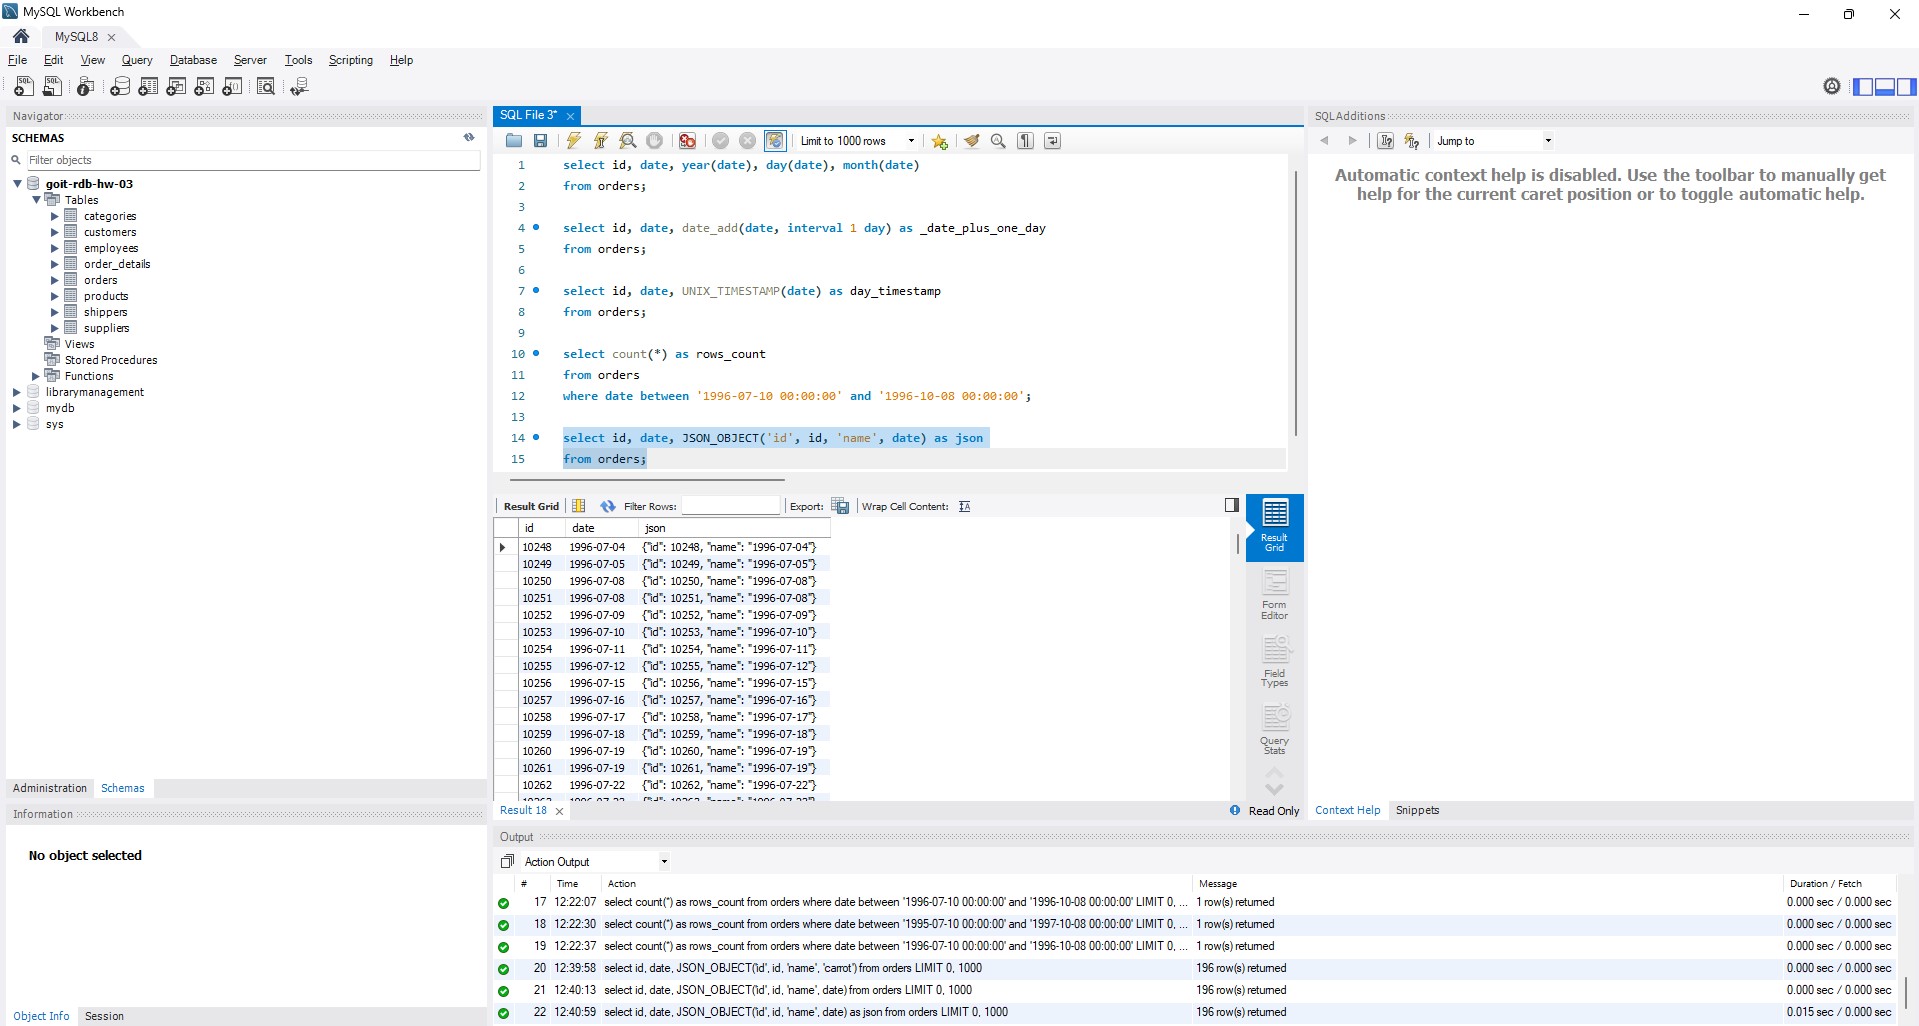 MySQL Workbench
MySQL8
File Edit View Query Database Server Tools Scripting Help
Navigator
SCHEMAS
Filter objects
goit-rdb-hw-03
Tables
categories
customers
employees
order_details
orders
products
shippers
suppliers
Views
Stored Procedures
Functions
librarymanagement
mydb
sys
Administration Schemas
Information
No object selected
Object Info Session
SQL File 3*
Limit to 1000 rows
1 select id, date, year(date), day(date), month(date)
2 from orders;
3
4 select id, date, date_add(date, interval 1 day) as _date_plus_one_day
5 from orders;
6
7 select id, date, UNIX_TIMESTAMP(date) as day_timestamp
8 from orders;
9
10 select count(*) as rows_count
11 from orders
12 where date between '1996-07-10 00:00:00' and '1996-10-08 00:00:00';
13
14 select id, date, JSON_OBJECT('id', id, 'name', date) as json
15 from orders;
Result Grid Filter Rows: Export: Wrap Cell Content:
id date json
10248 1996-07-04 {"id": 10248, "name": "1996-07-04"}
10249 1996-07-05 {"id": 10249, "name": "1996-07-05"}
10250 1996-07-08 {"id": 10250, "name": "1996-07-08"}
10251 1996-07-08 {"id": 10251, "name": "1996-07-08"}
10252 1996-07-09 {"id": 10252, "name": "1996-07-09"}
10253 1996-07-10 {"id": 10253, "name": "1996-07-10"}
10254 1996-07-11 {"id": 10254, "name": "1996-07-11"}
10255 1996-07-12 {"id": 10255, "name": "1996-07-12"}
10256 1996-07-15 {"id": 10256, "name": "1996-07-15"}
10257 1996-07-16 {"id": 10257, "name": "1996-07-16"}
10258 1996-07-17 {"id": 10258, "name": "1996-07-17"}
10259 1996-07-18 {"id": 10259, "name": "1996-07-18"}
10260 1996-07-19 {"id": 10260, "name": "1996-07-19"}
10261 1996-07-19 {"id": 10261, "name": "1996-07-19"}
10262 1996-07-22 {"id": 10262, "name": "1996-07-22"}
Result
Grid
Form
Editor
Field
Types
Query
Stats
Result 18
Read Only
SQLAdditions
Jump to
Automatic context help is disabled. Use the toolbar to manually get
help for the current caret position or to toggle automatic help.
Context Help Snippets
Output
Action Output
# Time Action Message Duration / Fetch
17 12:22:07 select count(*) as rows_count from orders where date between '1996-07-10 00:00:00' and '1996-10-08 00:00:00' LIMIT 0, ... 1 row(s) returned 0.000 sec / 0.000 sec
18 12:22:30 select count(*) as rows_count from orders where date between '1995-07-10 00:00:00' and '1997-10-08 00:00:00' LIMIT 0, ... 1 row(s) returned 0.000 sec / 0.000 sec
19 12:22:37 select count(*) as rows_count from orders where date between '1996-07-10 00:00:00' and '1996-10-08 00:00:00' LIMIT 0, ... 1 row(s) returned 0.000 sec / 0.000 sec
20 12:39:58 select id, date, JSON_OBJECT('id', id, 'name', 'carrot') from orders LIMIT 0, 1000 196 row(s) returned 0.000 sec / 0.000 sec
21 12:40:13 select id, date, JSON_OBJECT('id', id, 'name', date) from orders LIMIT 0, 1000 196 row(s) returned 0.000 sec / 0.000 sec
22 12:40:59 select id, date, JSON_OBJECT('id', id, 'name', date) as json from orders LIMIT 0, 1000 196 row(s) returned 0.015 sec / 0.000 sec